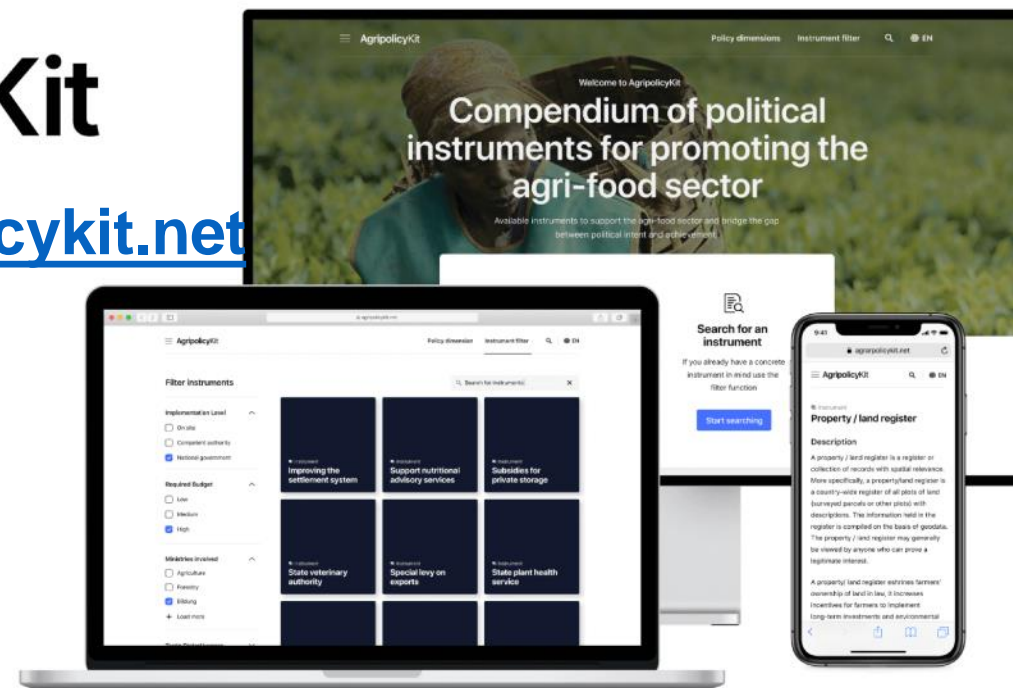 Kit
cykit.net
AgripolicyKit
Policy dimensions
Instrument filter
EN
Welcome to AgripolicyKit
Compendium of political
instruments for promoting the
agri-food sector
Available instruments to support the agri-food sector and bridge the gap
between political intent and achievement.
Search for an
instrument
If you already have a concrete
instrument in mind use the
filter function
Start searching
AgripolicyKit
Policy dimension
Instrument filter
EN
Filter instruments
Search for instruments
Implementation Level
On site
Competent authority
National government
Required Budget
Low
Medium
High
Ministries involved
Agriculture
Forestry
Bildung
+ Load more
Instrument
Improving the
settlement system
Instrument
Support nutritional
advisory services
Instrument
Subsidies for
private storage
Instrument
State veterinary
authority
Instrument
Special levy on
exports
Instrument
State plant health
service
9:41
agrarpolicykit.net
AgripolicyKit
EN
Instrument
Property / land register
Description
A property / land register is a register or
collection of records with spatial relevance.
More specifically, a property/land register is
a country-wide register of all plots of land
(surveyed parcels or other plots) with
descriptions. The information held in the
register is compiled on the basis of geodata.
The property / land register may generally
be viewed by anyone who can prove a
legitimate interest.
A property/ land register enshrines farmers'
ownership of land in law, it increases
incentives for farmers to implement
long-term investments and environmental